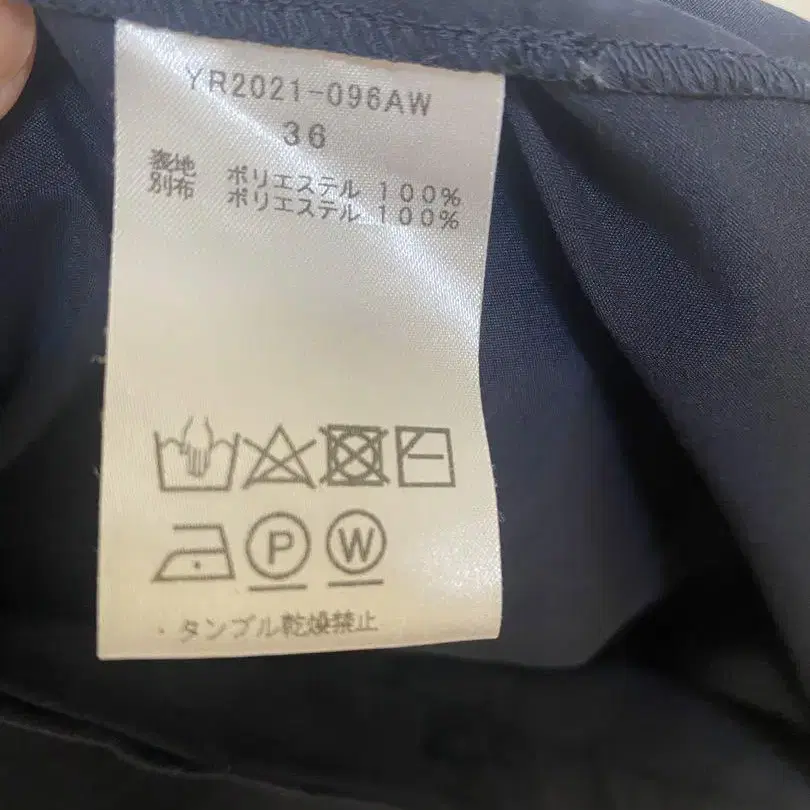 YR2021-096AW
36
表地 ポリエステル 100%
別布 ポリエステル 100%
P W
・タンブル乾燥禁止